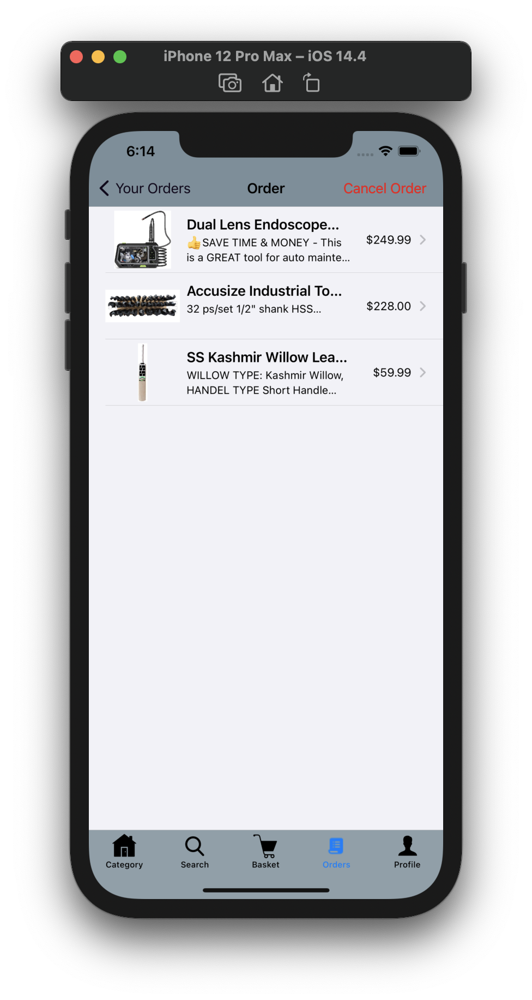 iPhone 12 Pro Max – iOS 14.4
6:14
Your Orders
Order
Cancel Order
Dual Lens Endoscope...
👍SAVE TIME & MONEY - This
is a GREAT tool for auto mainte...
$249.99
Accusize Industrial To...
32 ps/set 1/2" shank HSS...
$228.00
SS Kashmir Willow Lea...
WILLOW TYPE: Kashmir Willow,
HANDEL TYPE Short Handle...
$59.99
Category
Search
Basket
Orders
Profile